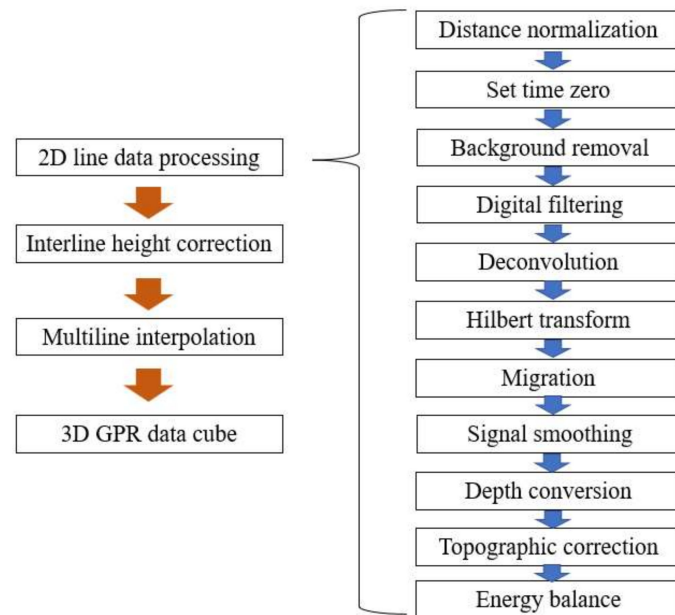 2D line data processing
Interline height correction
Multiline interpolation
3D GPR data cube
Distance normalization
Set time zero
Background removal
Digital filtering
Deconvolution
Hilbert transform
Migration
Signal smoothing
Depth conversion
Topographic correction
Energy balance